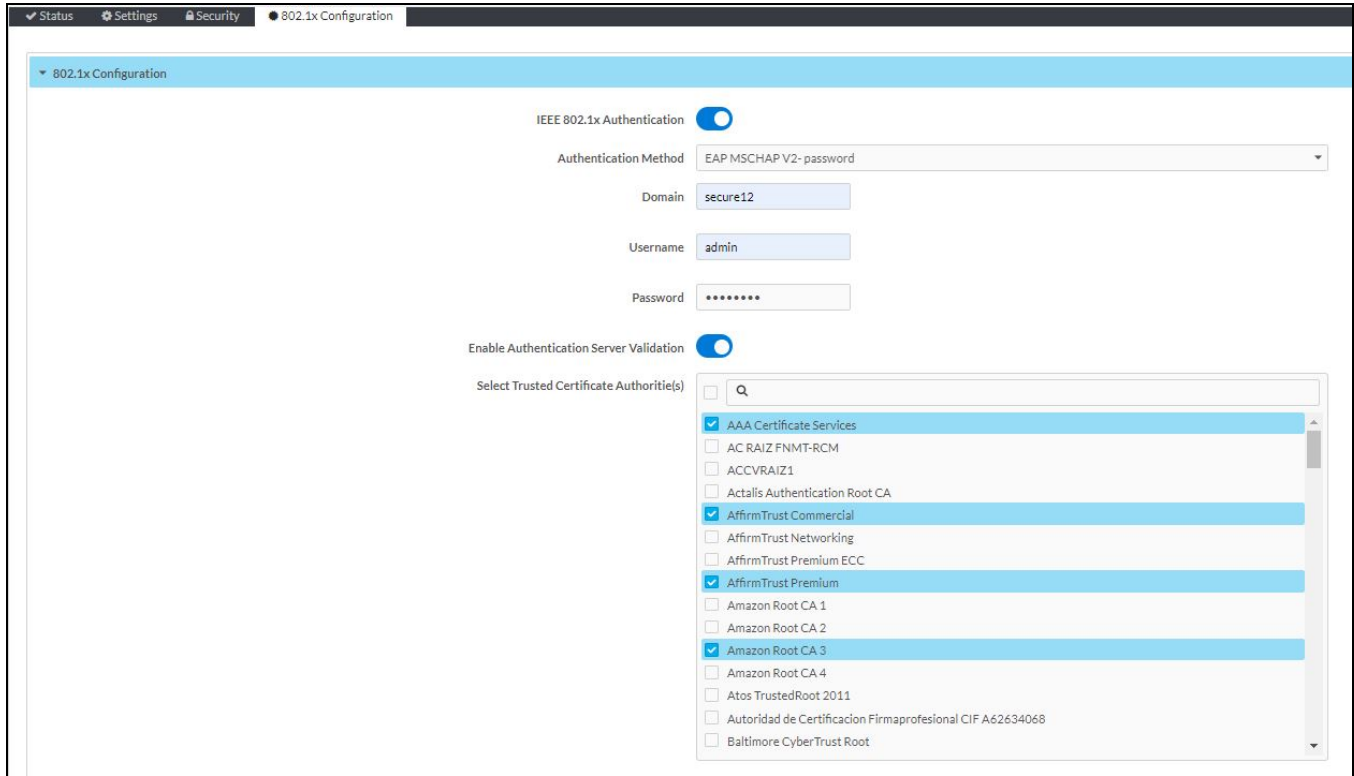 Status Settings Security 802.1x Configuration
802.1x Configuration
IEEE 802.1x Authentication
Authentication Method EAP MSCHAP V2- password
Domain secure12
Username admin
Password ••••••••
Enable Authentication Server Validation
Select Trusted Certificate Authoritie(s)
AAA Certificate Services
AC RAIZ FNMT-RCM
ACCVRAIZ1
Actalis Authentication Root CA
AffirmTrust Commercial
AffirmTrust Networking
AffirmTrust Premium ECC
AffirmTrust Premium
Amazon Root CA 1
Amazon Root CA 2
Amazon Root CA 3
Amazon Root CA 4
Atos TrustedRoot 2011
Autoridad de Certificacion Firmaprofesional CIF A62634068
Baltimore CyberTrust Root